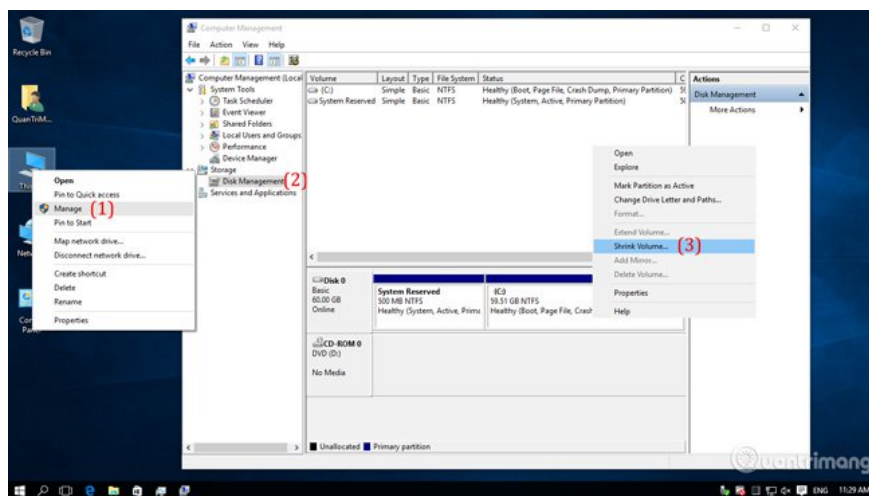 Recycle Bin
QuanTriM...
Open
Pin to Quick access
Manage (1)
Pin to Start
Map network drive...
Disconnect network drive...
Create shortcut
Delete
Rename
Properties
Computer Management
File Action View Help
Computer Management (Local
System Tools
Task Scheduler
Event Viewer
Shared Folders
Local Users and Groups
Performance
Device Manager
Storage
Disk Management (2)
Services and Applications
Volume Layout Type File System Status C
(C:) Simple Basic NTFS Healthy (Boot, Page File, Crash Dump, Primary Partition)
System Reserved Simple Basic NTFS Healthy (System, Active, Primary Partition)
Actions
Disk Management
More Actions
Open
Explore
Mark Partition as Active
Change Drive Letter and Paths...
Format...
Extend Volume...
Shrink Volume... (3)
Add Mirror...
Delete Volume...
Properties
Help
Disk 0
Basic
60.00 GB
Online
System Reserved
500 MB NTFS
Healthy (System, Active, Prima
(C:)
59.51 GB NTFS
Healthy (Boot, Page File, Crash
CD-ROM 0
DVD (D:)
No Media
Unallocated Primary partition
Quantrimang
ENG 11:29 AM